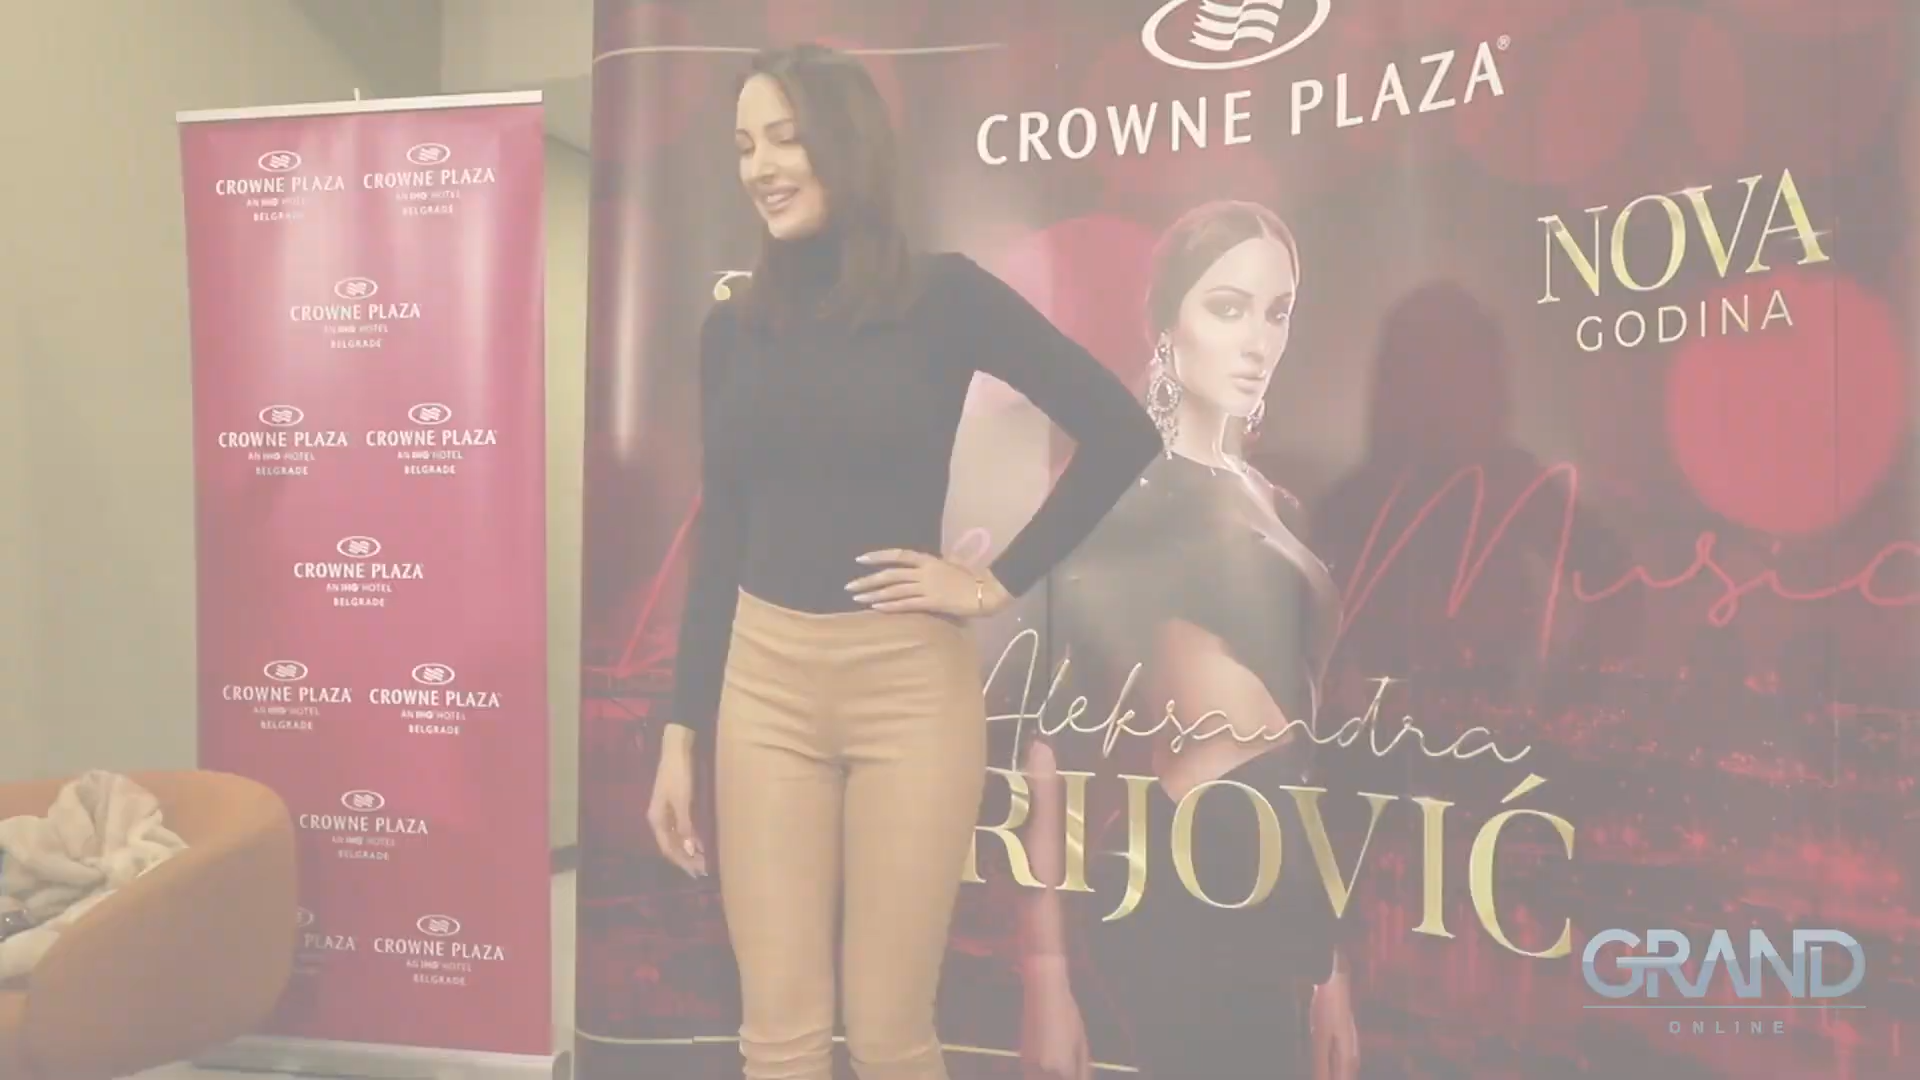 CROWNE PLAZA
AN IHG HOTEL
BELGRADE
CROWNE PLAZA
AN IHG HOTEL
BELGRADE
CROWNE PLAZA
AN IHG HOTEL
BELGRADE
CROWNE PLAZA
AN IHG HOTEL
BELGRADE
CROWNE PLAZA
AN IHG HOTEL
BELGRADE
CROWNE PLAZA
AN IHG HOTEL
BELGRADE
CROWNE PLAZA
AN IHG HOTEL
BELGRADE
CROWNE PLAZA
AN IHG HOTEL
BELGRADE
CROWNE PLAZA
AN IHG HOTEL
BELGRADE
PLAZA
CROWNE PLAZA
AN IHG HOTEL
BELGRADE
CROWNE PLAZA®
NOVA
GODINA
Music
Aleksandra
RIJOVIĆ
GRAND
ONLINE